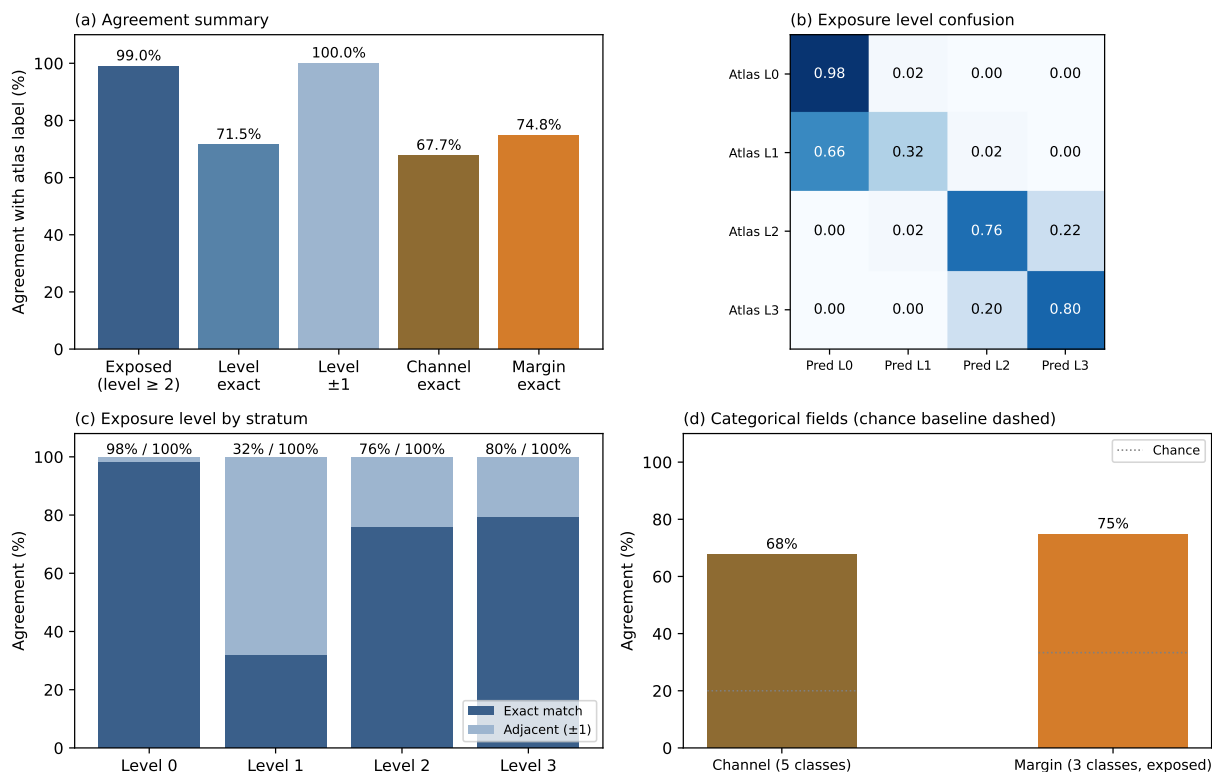 (a) Agreement summary
Agreement with atlas label (%)
100
80
60
40
20
0
99.0%
71.5%
100.0%
67.7%
74.8%
Exposed
(level ≥ 2)
Level
exact
Level
±1
Channel
exact
Margin
exact
(b) Exposure level confusion
Atlas L0
0.98 0.02 0.00 0.00
Atlas L1
0.66 0.32 0.02 0.00
Atlas L2
0.00 0.02 0.76 0.22
Atlas L3
0.00 0.00 0.20 0.80
Pred L0 Pred L1 Pred L2 Pred L3
(c) Exposure level by stratum
Agreement (%)
100
80
60
40
20
0
98% / 100% 32% / 100% 76% / 100% 80% / 100%
Exact match
Adjacent (±1)
Level 0 Level 1 Level 2 Level 3
(d) Categorical fields (chance baseline dashed)
Agreement (%)
100
80
60
40
20
0
Chance
68%
75%
Channel (5 classes) Margin (3 classes, exposed)